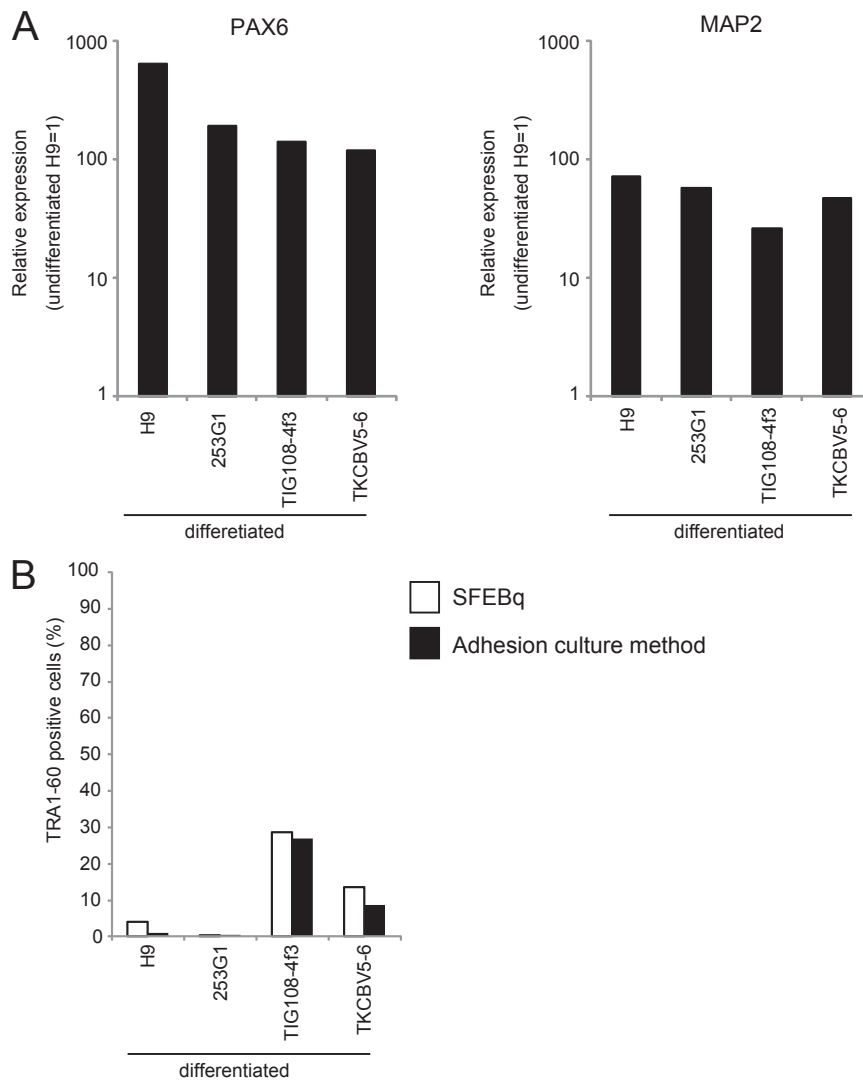 A
PAX6
1000
100
10
1
Relative expression
(undifferentiated H9=1)
H9
253G1
TIG108-4f3
TKCBV5-6
differetiated
MAP2
1000
100
10
1
Relative expression
(undifferentiated H9=1)
H9
253G1
TIG108-4f3
TKCBV5-6
differentiated
B
100
90
80
70
60
50
40
30
20
10
0
TRA1-60 positive cells (%)
H9
253G1
TIG108-4f3
TKCBV5-6
differentiated
SFEBq
Adhesion culture method